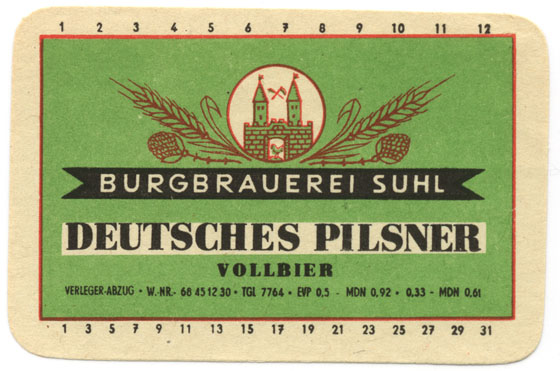 1 2 3 4 5 6 7 8 9 10 11 12
BURGBRAUEREI SUHL
DEUTSCHES PILSNER
VOLLBIER
VERLEGER-ABZUG • W.-NR.- 68 45 12 30 • TGL 7764 • EVP 0,5 - MDN 0,92 • 0,33 - MDN 0,61
1 3 5 7 9 11 13 15 17 19 21 23 25 27 29 31